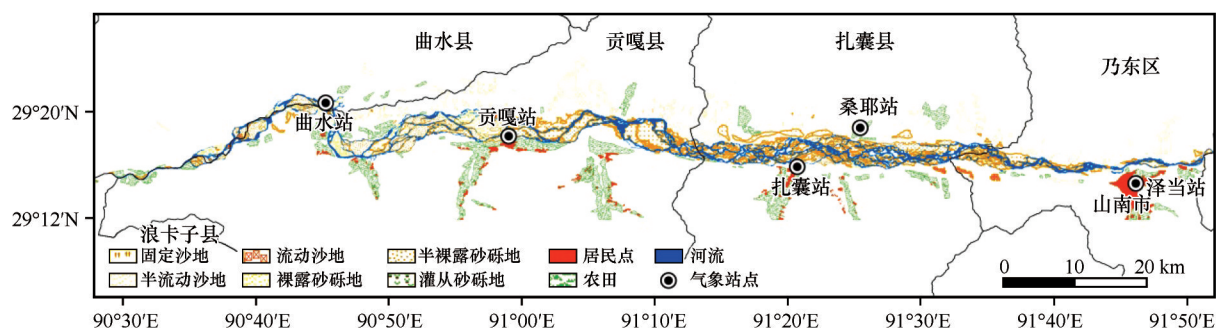 曲水县 贡嘎县 扎囊县 乃东区
29°20′N
曲水站 贡嘎站 桑耶站 扎囊站 泽当站
山南市
29°12′N
浪卡子县
固定沙地 流动沙地 半裸露砂砾地 居民点 河流
半流动沙地 裸露砂砾地 灌丛砂砾地 农田 气象站点
0 10 20 km
90°30′E 90°40′E 90°50′E 91°00′E 91°10′E 91°20′E 91°30′E 91°40′E 91°50′E